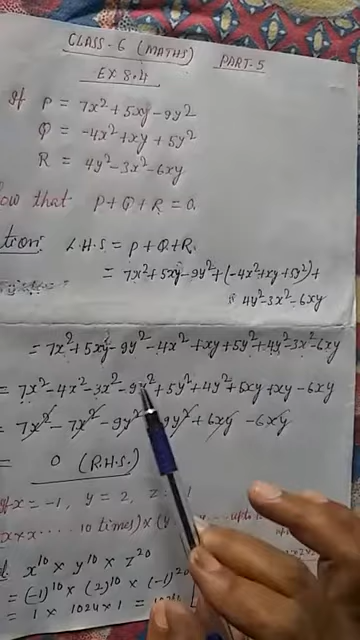 CLASS-6 (MATHS) PART-5
EX 8.4
If P = 7x² + 5xy - 9y²
Q = -4x² + xy + 5y²
R = 4y² - 3x² - 6xy
how that P + Q + R = 0.
tion: L.H.S = P + Q + R
= 7x² + 5xy - 9y² + (-4x² + xy + 5y²) +
4y² - 3x² - 6xy
= 7x² + 5xy - 9y² - 4x² + xy + 5y² + 4y² - 3x² - 6xy
= 7x² - 4x² - 3x² - 9y² + 5y² + 4y² + 5xy + xy - 6xy
= 7x² - 7x² - 9y² 9y² + 6xy - 6xy
= 0 (R.H.S.)
If x = -1, y = 2, z = 1
x × x .... 10 times) × (y
x¹⁰ × y¹⁰ × z²⁰
= (-1)¹⁰ × (2)¹⁰ × (-1)²⁰
= 1 × 1024 × 1 =